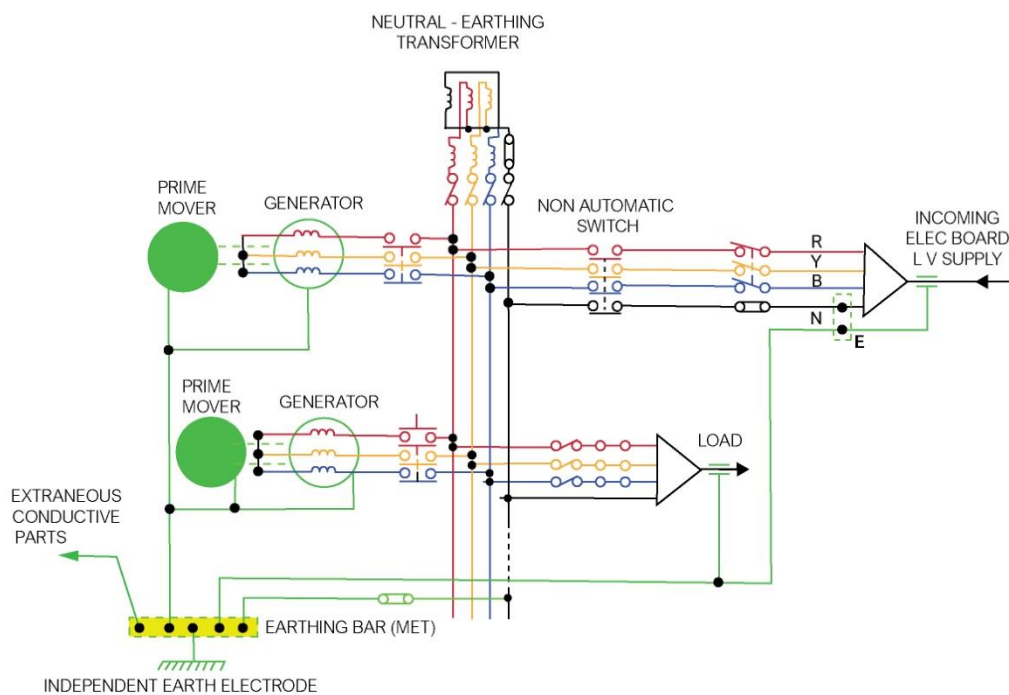 NEUTRAL - EARTHING
TRANSFORMER
PRIME
MOVER
GENERATOR
NON AUTOMATIC
SWITCH
INCOMING
ELEC BOARD
L V SUPPLY
R
Y
B
N
E
PRIME
MOVER
GENERATOR
LOAD
EXTRANEOUS
CONDUCTIVE
PARTS
EARTHING BAR (MET)
INDEPENDENT EARTH ELECTRODE